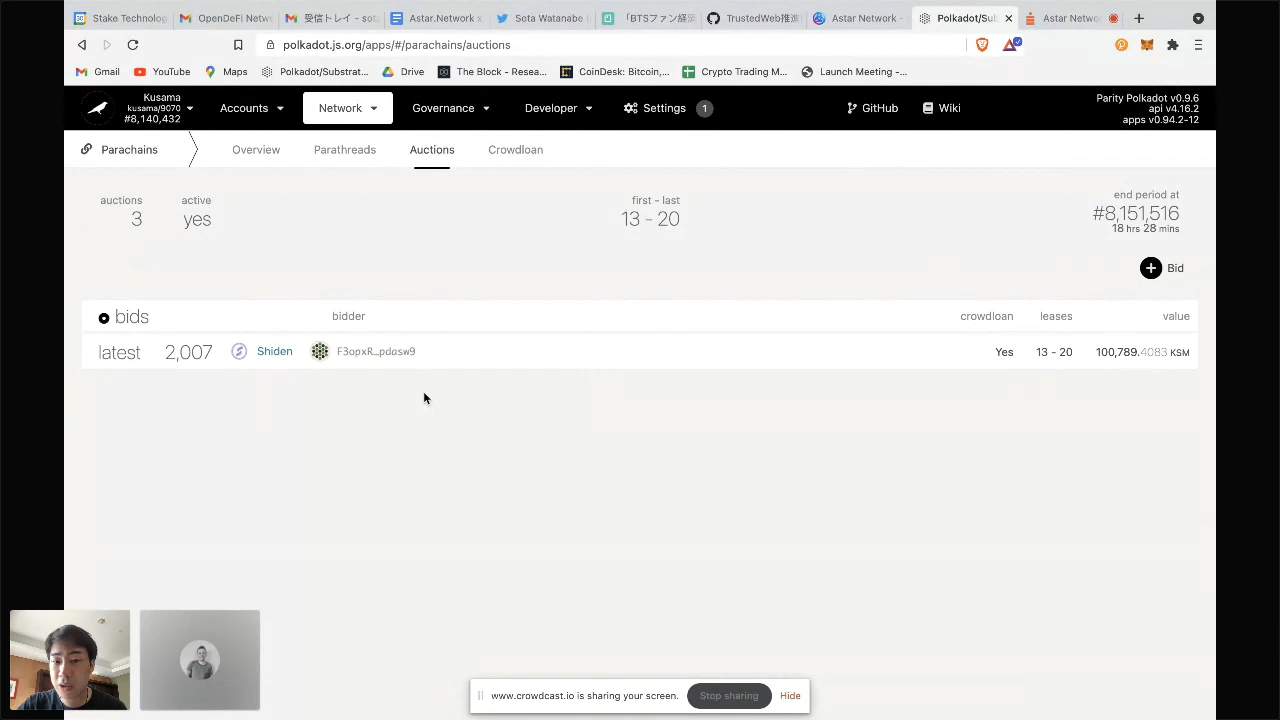 Stake Technolog
OpenDeFi Netwo
受信トレイ - sota
Astar.Network x
Sota Watanabe (
「BTSファン経済
TrustedWeb推進
Astar Network -
Polkadot/Sub
Astar Netwo
polkadot.js.org/apps/#/parachains/auctions
Gmail
YouTube
Maps
Polkadot/Substrat...
Drive
The Block - Resea...
CoinDesk: Bitcoin,...
Crypto Trading M...
Launch Meeting -...
Kusama
kusama/9070
#8,140,432
Accounts
Network
Governance
Developer
Settings
1
GitHub
Wiki
Parity Polkadot v0.9.6
api v4.16.2
apps v0.94.2-12
Parachains
Overview
Parathreads
Auctions
Crowdloan
auctions
3
active
yes
first - last
13 - 20
end period at
#8,151,516
18 hrs 28 mins
Bid
bids
bidder
crowdloan
leases
value
latest
2,007
Shiden
F3opxR…pdasw9
Yes
13 - 20
100,789.4083 KSM
www.crowdcast.io is sharing your screen.
Stop sharing
Hide